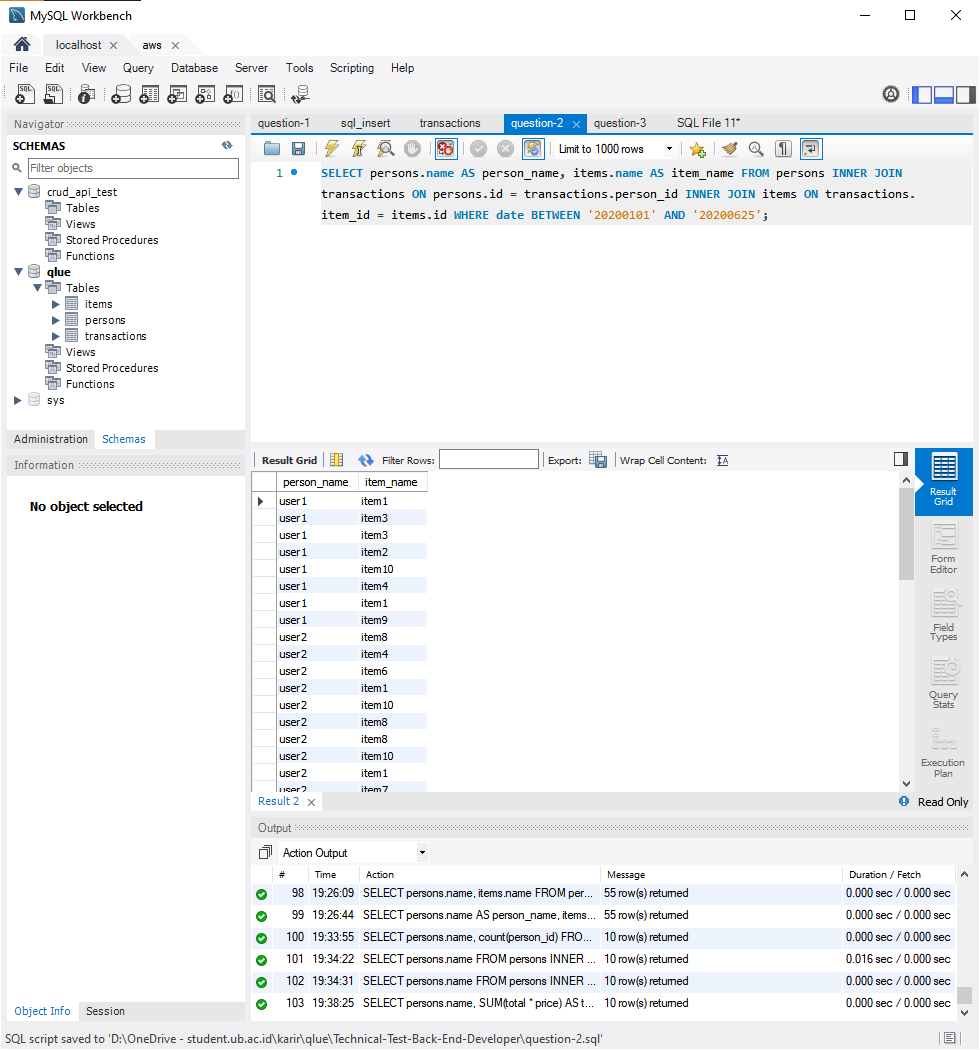 MySQL Workbench
localhost
aws
File Edit View Query Database Server Tools Scripting Help
Navigator
SCHEMAS
Filter objects
crud_api_test
Tables
Views
Stored Procedures
Functions
qlue
Tables
items
persons
transactions
Views
Stored Procedures
Functions
sys
Administration Schemas
Information
No object selected
Object Info Session
question-1 sql_insert transactions question-2 question-3 SQL File 11*
Limit to 1000 rows
1 SELECT persons.name AS person_name, items.name AS item_name FROM persons INNER JOIN
transactions ON persons.id = transactions.person_id INNER JOIN items ON transactions.
item_id = items.id WHERE date BETWEEN '20200101' AND '20200625';
Result Grid Filter Rows: Export: Wrap Cell Content:
person_name item_name
user1 item1
user1 item3
user1 item3
user1 item2
user1 item10
user1 item4
user1 item1
user1 item9
user2 item8
user2 item4
user2 item6
user2 item1
user2 item10
user2 item8
user2 item8
user2 item10
user2 item1
user2 item7
Result
Grid
Form
Editor
Field
Types
Query
Stats
Execution
Plan
Result 2
Read Only
Output
Action Output
# Time Action Message Duration / Fetch
98 19:26:09 SELECT persons.name, items.name FROM per... 55 row(s) returned 0.000 sec / 0.000 sec
99 19:26:44 SELECT persons.name AS person_name, items... 55 row(s) returned 0.000 sec / 0.000 sec
100 19:33:55 SELECT persons.name, count(person_id) FRO... 10 row(s) returned 0.000 sec / 0.000 sec
101 19:34:22 SELECT persons.name FROM persons INNER ... 10 row(s) returned 0.016 sec / 0.000 sec
102 19:34:31 SELECT persons.name FROM persons INNER ... 10 row(s) returned 0.000 sec / 0.000 sec
103 19:38:25 SELECT persons.name, SUM(total * price) AS t... 10 row(s) returned 0.000 sec / 0.000 sec
SQL script saved to 'D:\OneDrive - student.ub.ac.id\karir\qlue\Technical-Test-Back-End-Developer\question-2.sql'